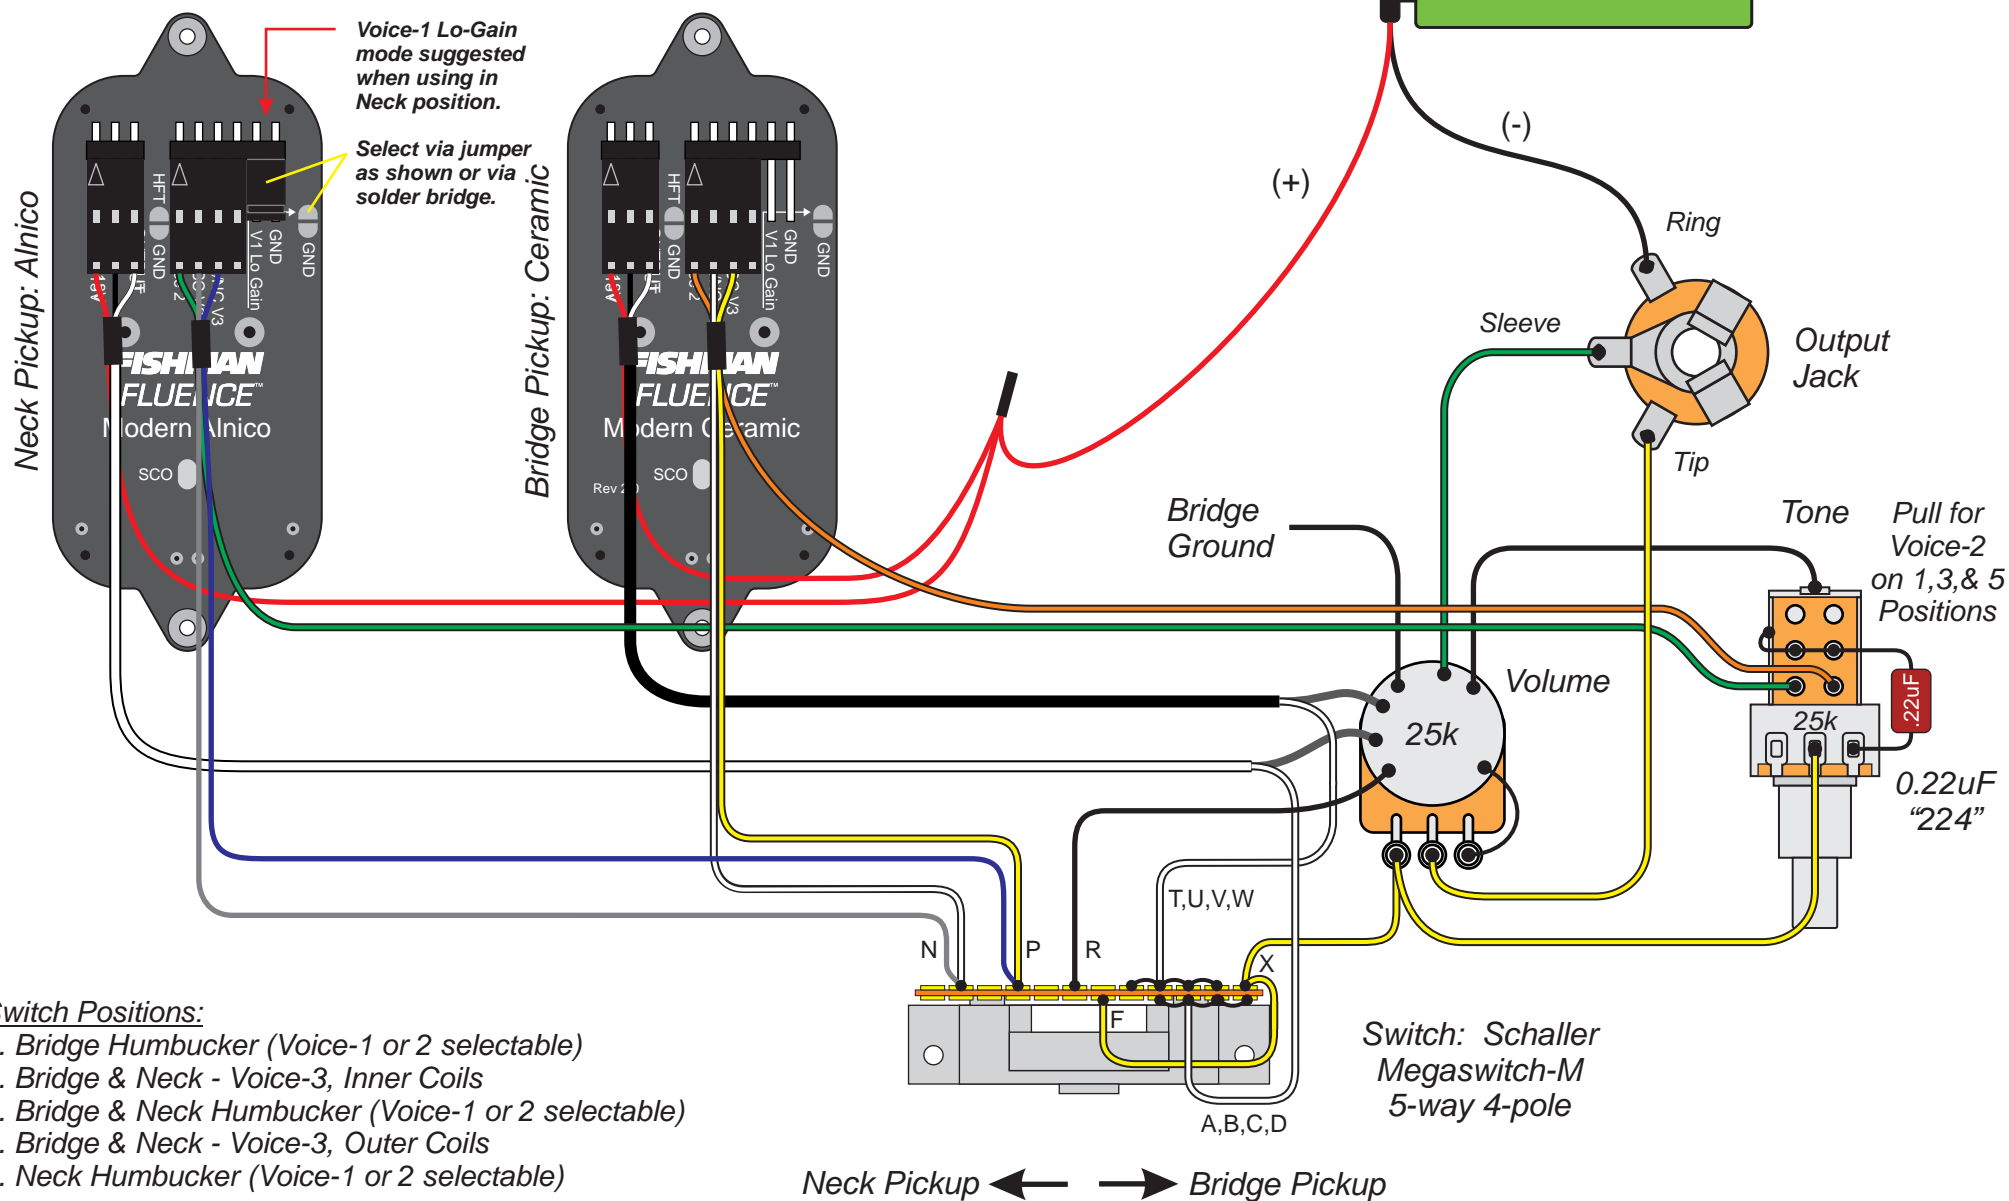 Voice-1 Lo-Gain
mode suggested
when using in
Neck position.
Select via jumper
as shown or via
solder bridge.
Neck Pickup: Alnico
HFT
GND
V1 Lo Gain
GND
GND
FLUENCE™
Modern Alnico
SCO
Bridge Pickup: Ceramic
HFT
GND
V1 Lo Gain
GND
GND
FLUENCE™
Modern Ceramic
SCO
(+)
(-)
Ring
Sleeve
Tip
Output
Jack
Bridge
Ground
Volume
25k
Tone
Pull for
Voice-2
on 1,3,& 5
Positions
.22uF
25k
0.22uF
“224”
T,U,V,W
N
P
R
X
F
A,B,C,D
Switch: Schaller
Megaswitch-M
5-way 4-pole
Switch Positions:
. Bridge Humbucker (Voice-1 or 2 selectable)
. Bridge & Neck - Voice-3, Inner Coils
. Bridge & Neck Humbucker (Voice-1 or 2 selectable)
. Bridge & Neck - Voice-3, Outer Coils
. Neck Humbucker (Voice-1 or 2 selectable)
Neck Pickup
Bridge Pickup